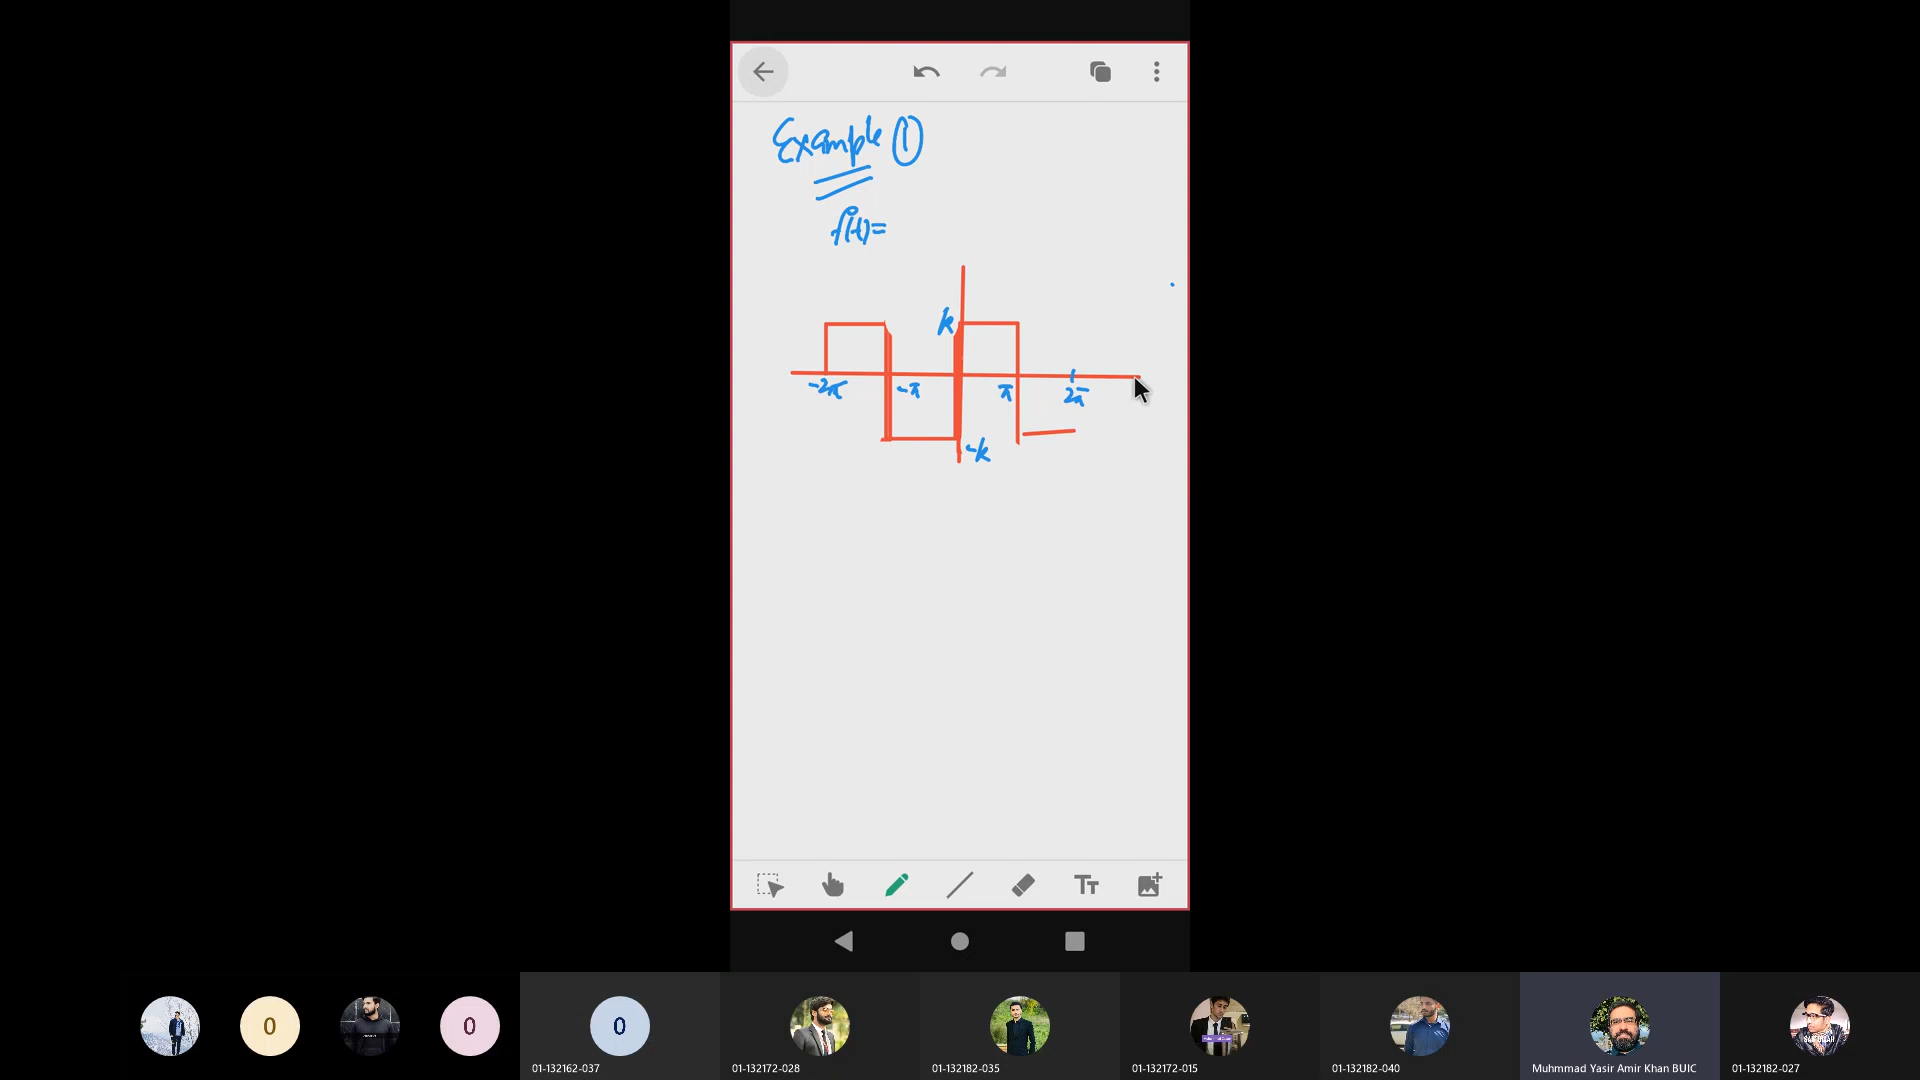 Example ①
f(t)=
k
-2π -π π 2π
-k
Tт
0 0 0
01-132162-037 01-132172-028 01-132182-035 01-132172-015 01-132182-040 Muhmmad Yasir Amir Khan BUIC 01-132182-027